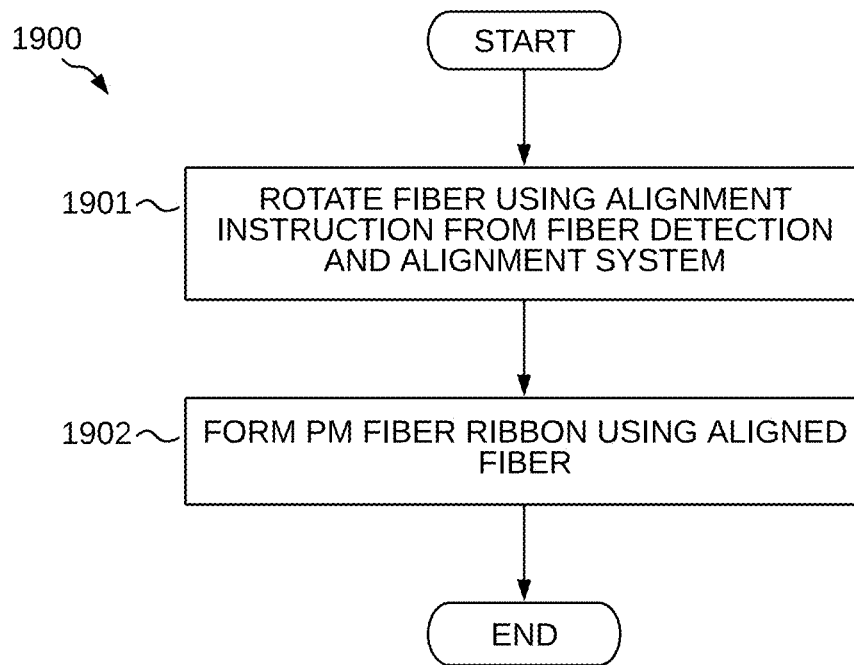 1900
START
1901
ROTATE FIBER USING ALIGNMENT
INSTRUCTION FROM FIBER DETECTION
AND ALIGNMENT SYSTEM
1902
FORM PM FIBER RIBBON USING ALIGNED
FIBER
END